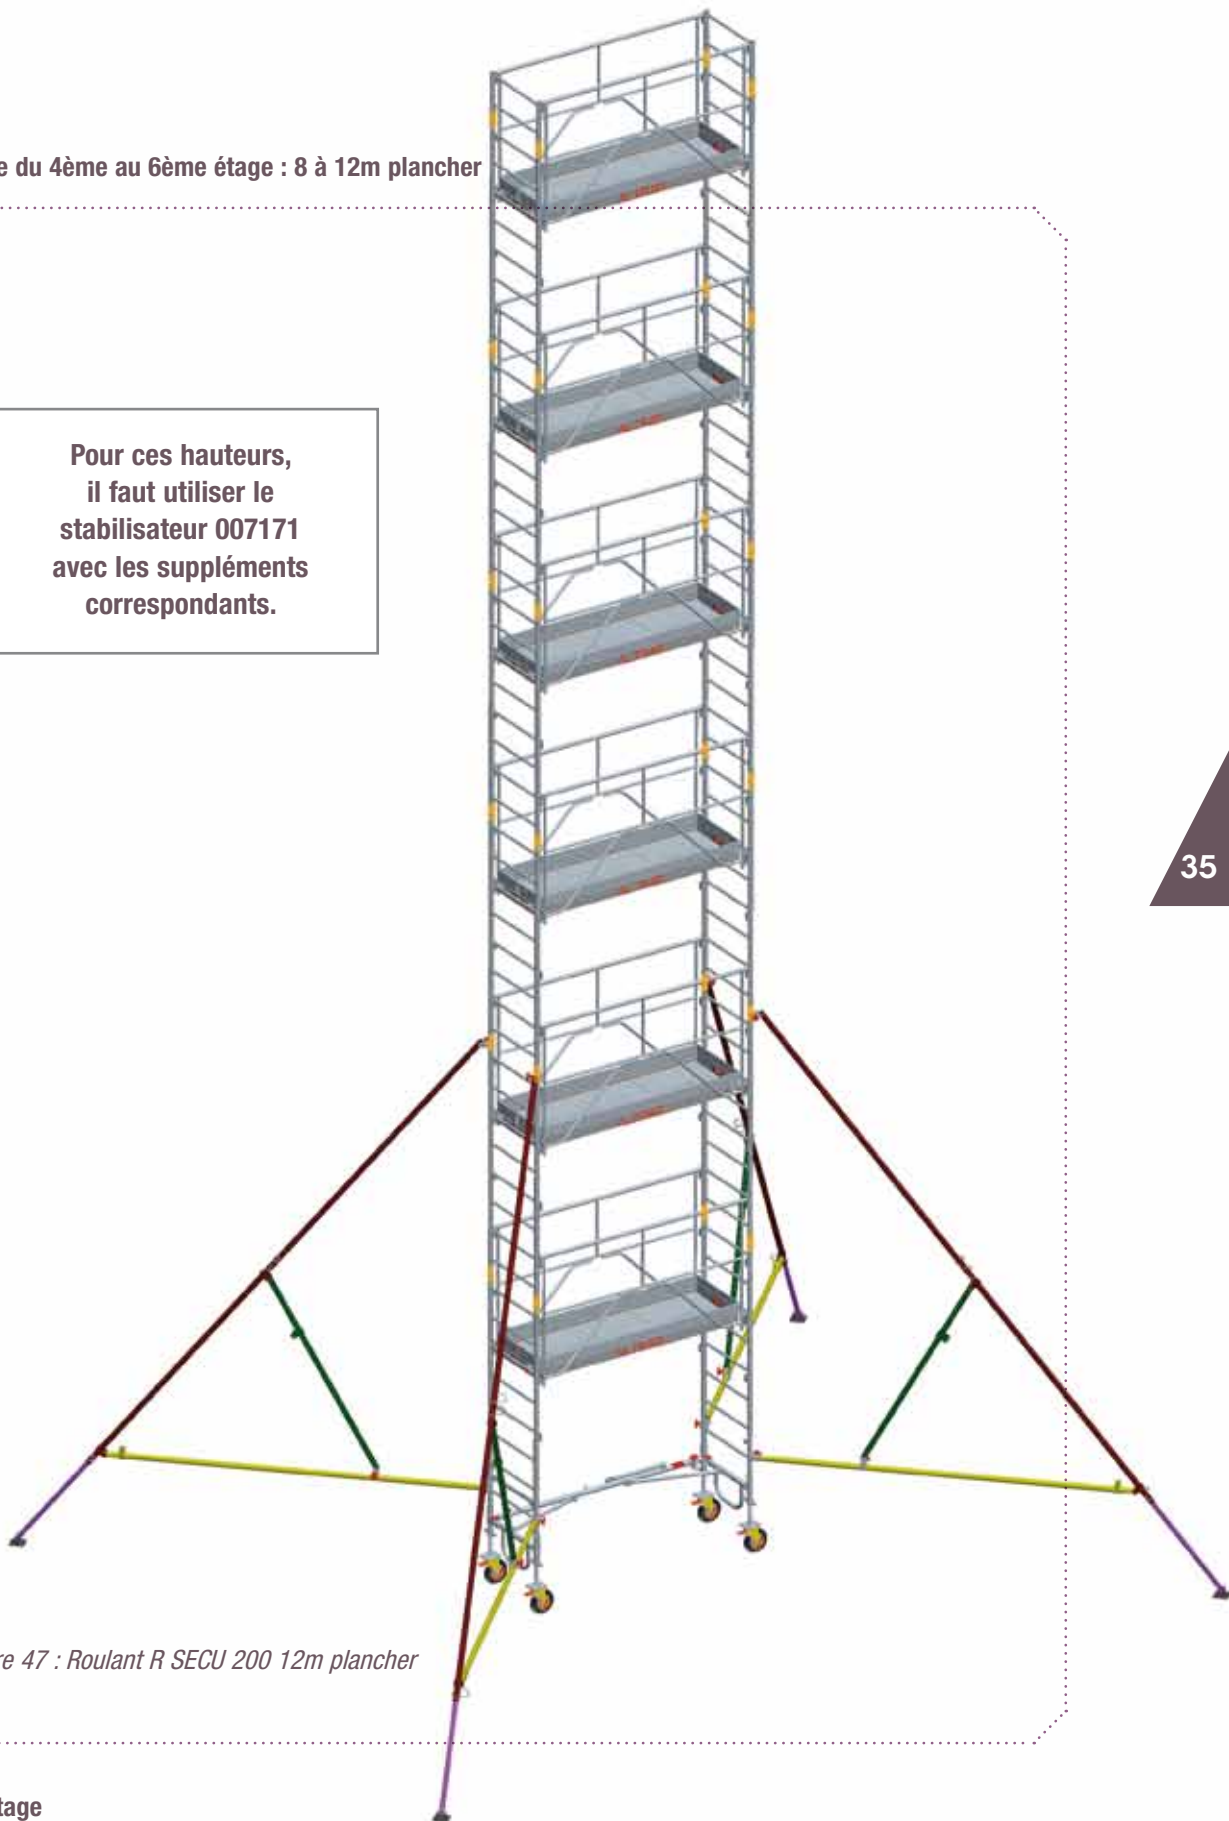 e du 4ème au 6ème étage : 8 à 12m plancher
Pour ces hauteurs,
il faut utiliser le
stabilisateur 007171
avec les suppléments
correspondants.
35
re 47 : Roulant R SECU 200 12m plancher
tage